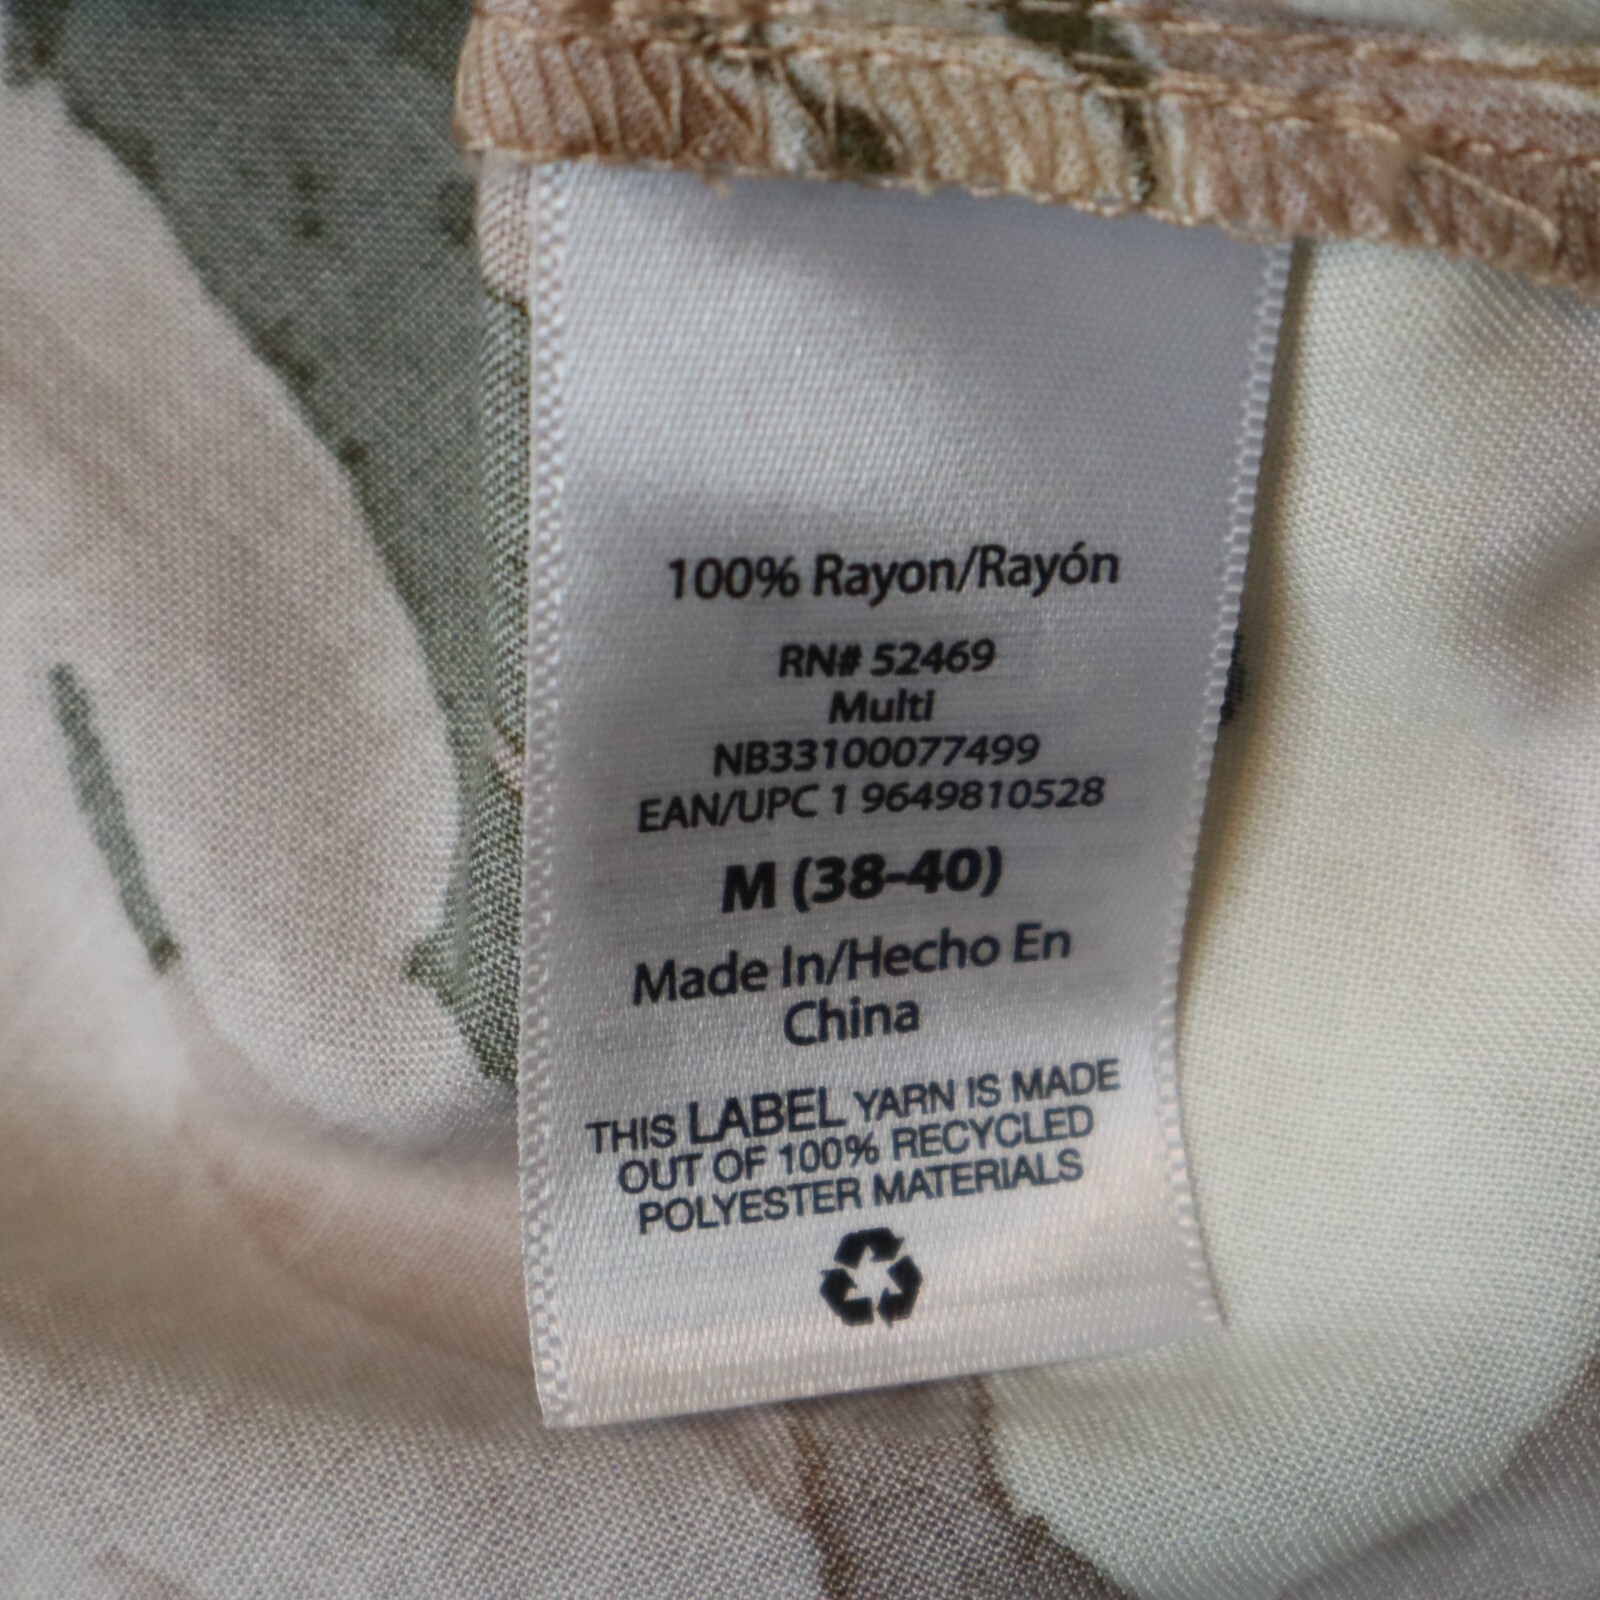 100% Rayon/Rayón
RN# 52469
Multi
NB33100077499
EAN/UPC 1 9649810528
M (38-40)
Made In/Hecho En
China
THIS LABEL YARN IS MADE
OUT OF 100% RECYCLED
POLYESTER MATERIALS